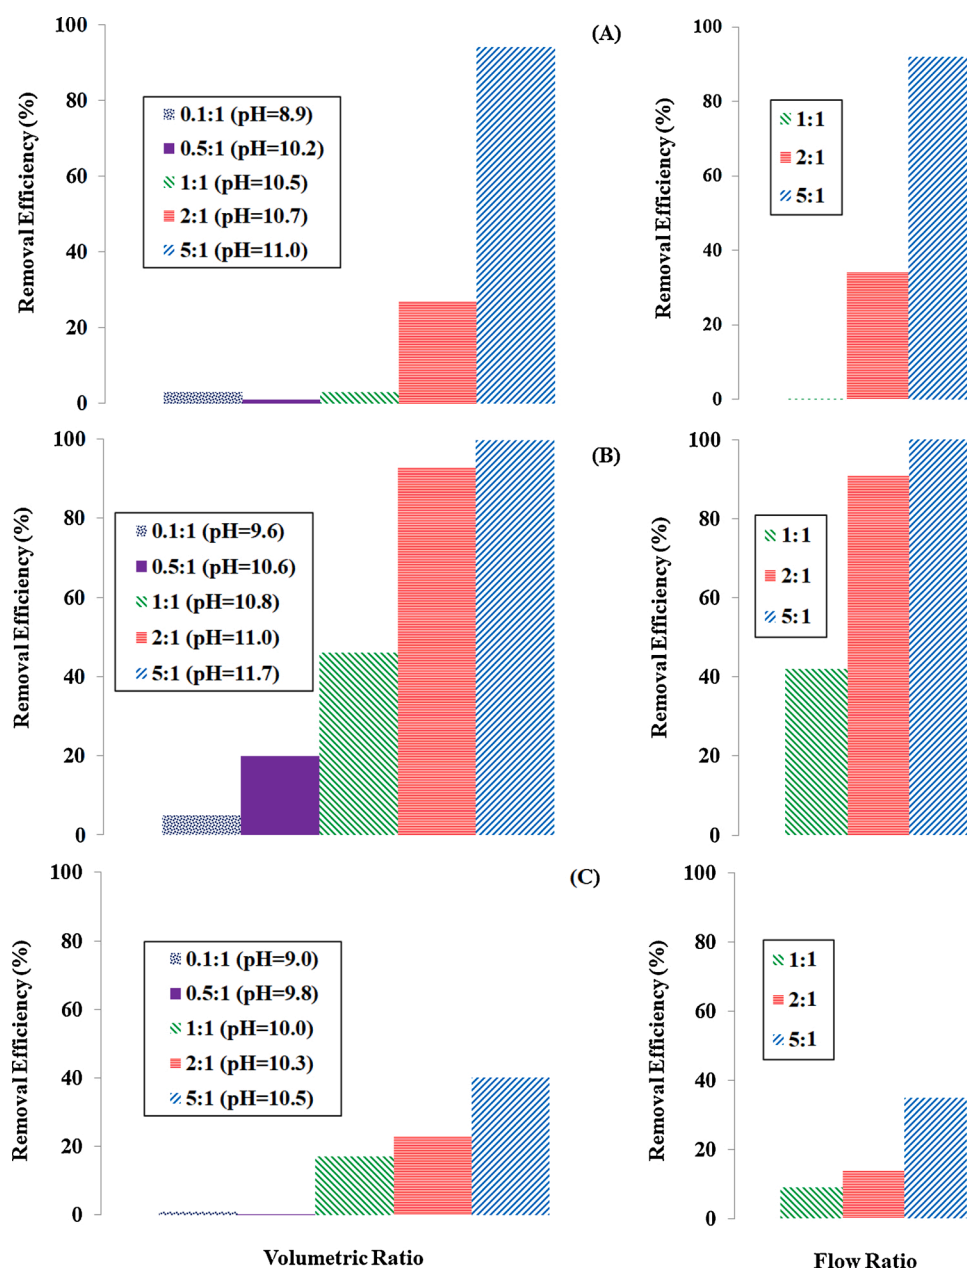 (A)
Removal Efficiency (%)
100
80
60
40
20
0
0.1:1 (pH=8.9)
0.5:1 (pH=10.2)
1:1 (pH=10.5)
2:1 (pH=10.7)
5:1 (pH=11.0)
Removal Efficiency (%)
100
80
60
40
20
0
1:1
2:1
5:1
(B)
Removal Efficiency (%)
100
80
60
40
20
0
0.1:1 (pH=9.6)
0.5:1 (pH=10.6)
1:1 (pH=10.8)
2:1 (pH=11.0)
5:1 (pH=11.7)
Removal Efficiency (%)
100
80
60
40
20
0
1:1
2:1
5:1
(C)
Removal Efficiency (%)
100
80
60
40
20
0
0.1:1 (pH=9.0)
0.5:1 (pH=9.8)
1:1 (pH=10.0)
2:1 (pH=10.3)
5:1 (pH=10.5)
Volumetric Ratio
Removal Efficiency (%)
100
80
60
40
20
0
1:1
2:1
5:1
Flow Ratio